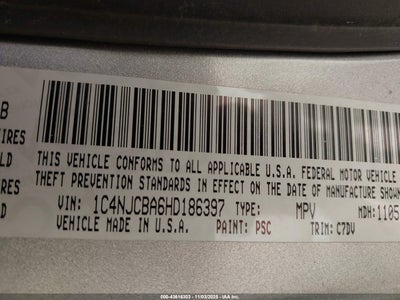 B
IRES
LD
ES
THIS VEHICLE CONFORMS TO ALL APPLICABLE U.S.A. FEDERAL MOTOR VEHICLE
THEFT PREVENTION STANDARDS IN EFFECT ON THE DATE OF MANUFACTURE SHOWN
VIN: 1C4NJCBA6HD186397 TYPE: MPV MDH: 1105
VEHICLE MADE IN U.S.A. PAINT: PSC TRIM: C7DV
000-43616303 - 11/03/2025 - IAA Inc.